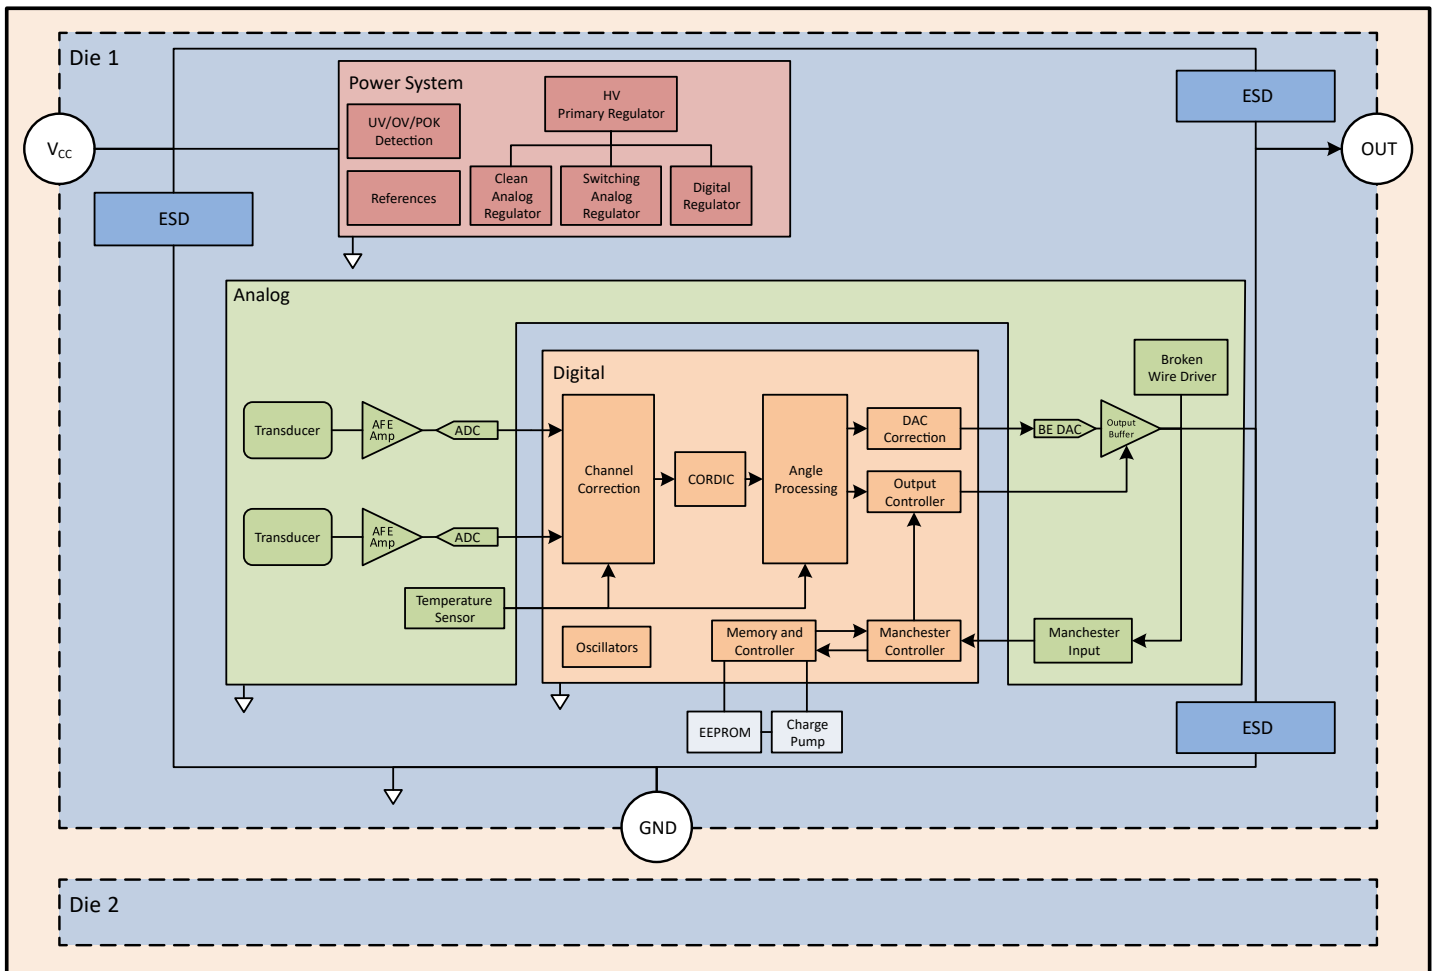 Die 1
Power System
HV
Primary Regulator
UV/OV/POK
Detection
References
Clean
Analog
Regulator
Switching
Analog
Regulator
Digital
Regulator
ESD
VCC
OUT
ESD
Analog
Digital
Broken
Wire Driver
Transducer
AFE
Amp
ADC
Channel
Correction
CORDIC
Angle
Processing
DAC
Correction
BE DAC
Output
Buffer
Output
Controller
Transducer
AFE
Amp
ADC
Temperature
Sensor
Oscillators
Memory and
Controller
Manchester
Controller
Manchester
Input
EEPROM
Charge
Pump
ESD
GND
Die 2